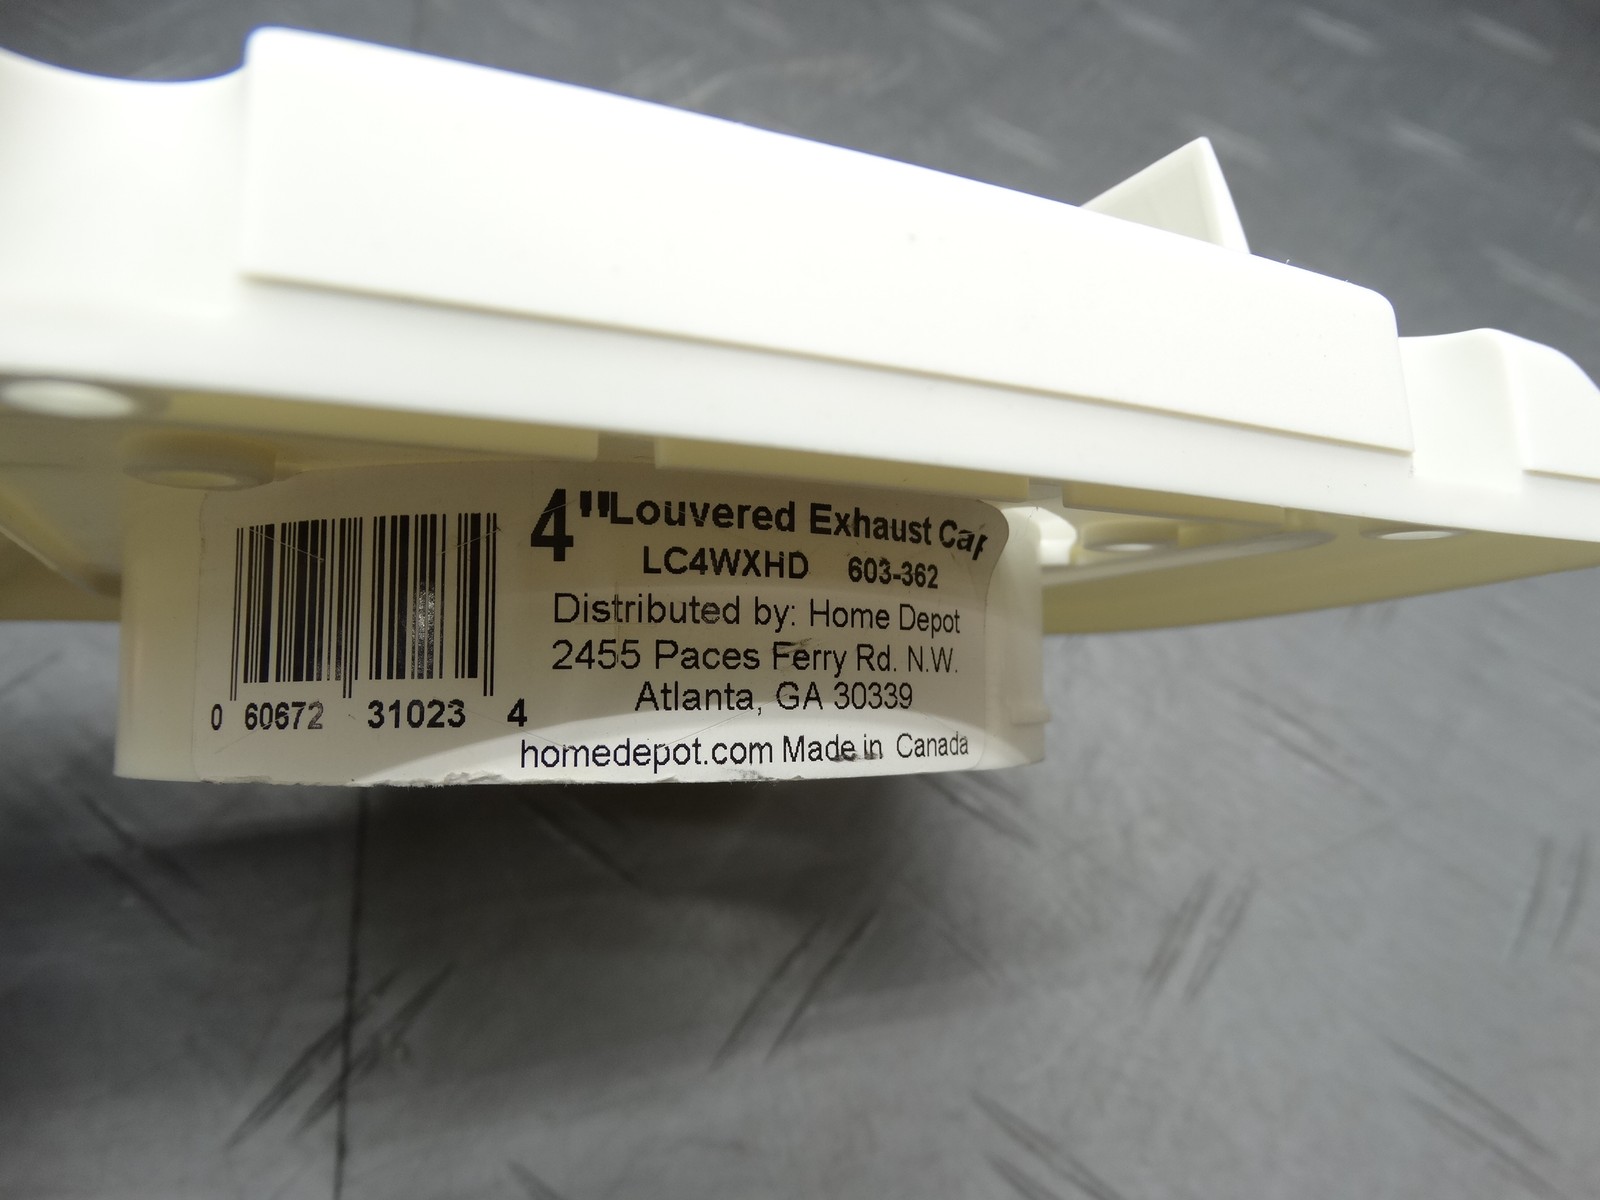 4" Louvered Exhaust Cap
LC4WXHD 603-362
Distributed by: Home Depot
2455 Paces Ferry Rd. N.W.
Atlanta, GA 30339
homedepot.com Made in Canada
0 60672 31023 4